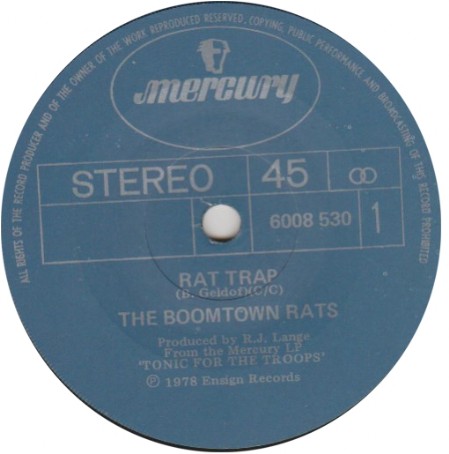 ALL RIGHTS OF THE RECORD PRODUCER AND OF THE OWNER OF THE WORK REPRODUCED RESERVED, COPYING, PUBLIC PERFORMANCE AND BROADCASTING OF THIS RECORD PROHIBITED
mercury
STEREO 45
6008 530 1
RAT TRAP
(B. Geldof)(C/C)
THE BOOMTOWN RATS
Produced by R.J. Lange
From the Mercury LP
'TONIC FOR THE TROOPS'
Ⓟ 1978 Ensign Records